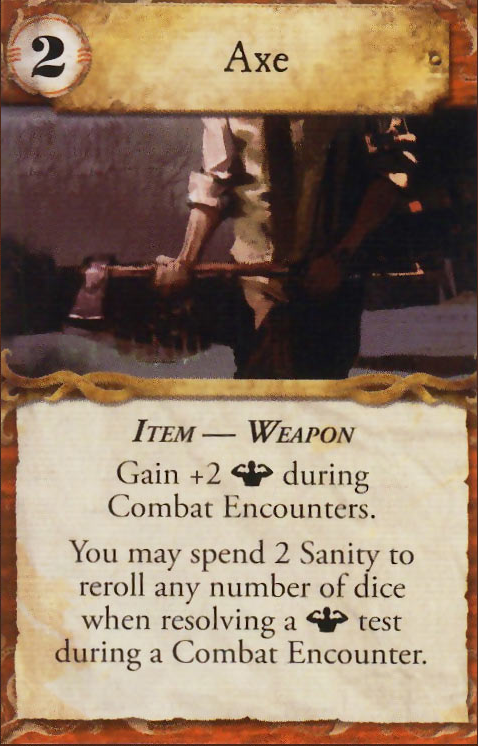 2
Axe
Item — Weapon
Gain +2 during
Combat Encounters.
You may spend 2 Sanity to
reroll any number of dice
when resolving a test
during a Combat Encounter.